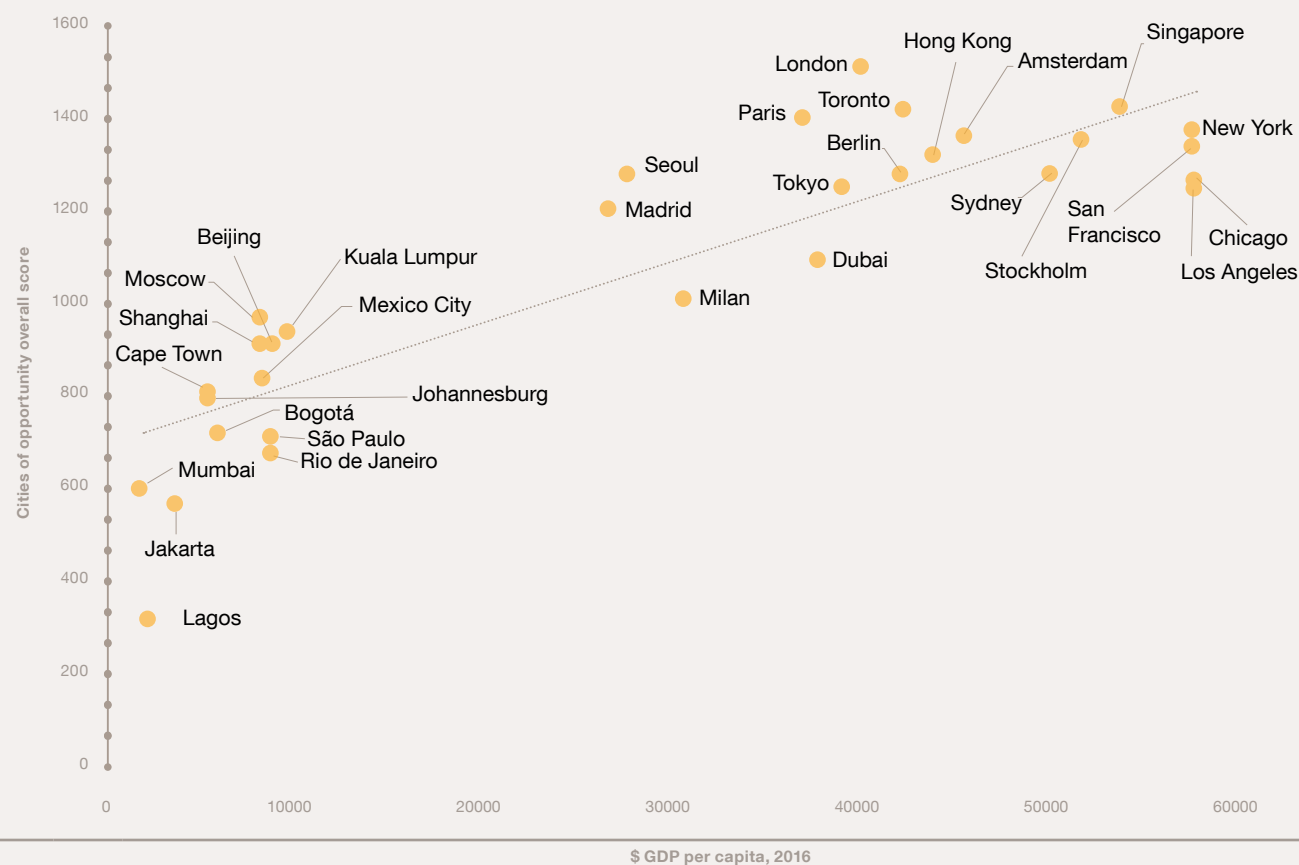 1600
Singapore
Hong Kong
London
Amsterdam
Toronto
1400
Paris
New York
Berlin
Seoul
Tokyo
1200
Madrid
Sydney
San
Francisco
Beijing
Chicago
Kuala Lumpur
Dubai
Stockholm
Los Angeles
Moscow
1000
Milan
Mexico City
Shanghai
Cape Town
800
Johannesburg
Bogotá
São Paulo
Rio de Janeiro
Mumbai
600
Jakarta
400
Lagos
200
0
Cities of opportunity overall score
0 10000 20000 30000 40000 50000 60000
$ GDP per capita, 2016